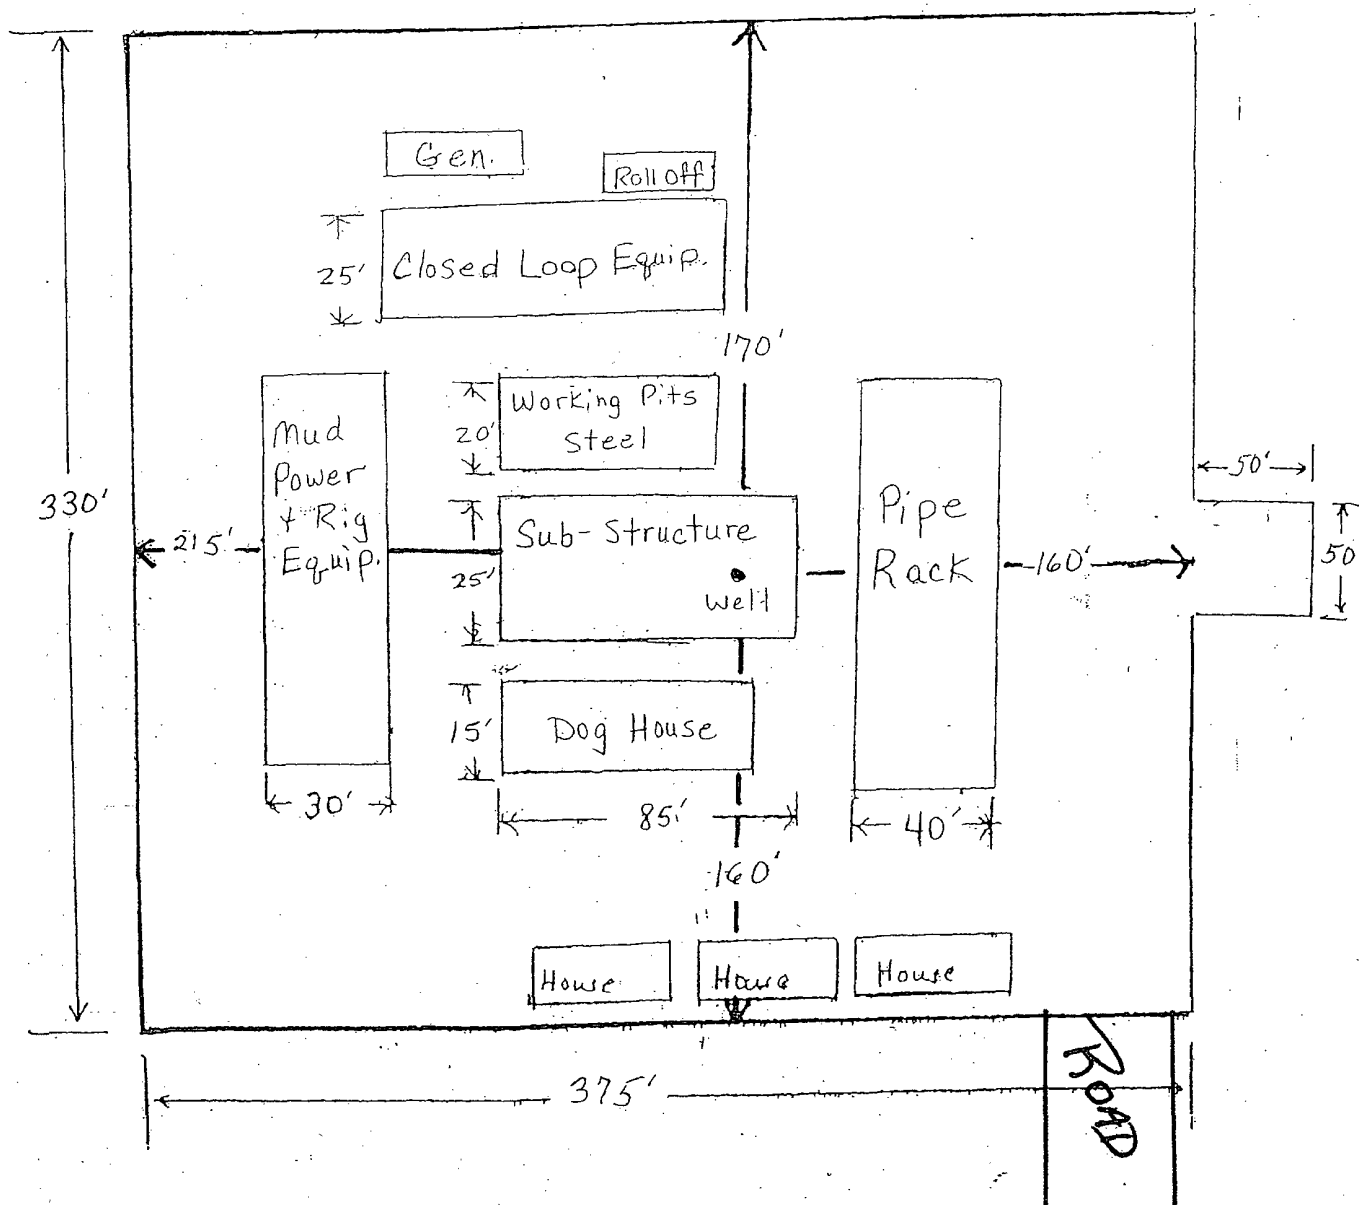 Gen.
Roll off
25'
Closed Loop Equip.
170'
Mud
Power
+ Rig
Equip.
20'
Working Pits
Steel
Pipe
Rack
50'
330'
215'
25'
Sub-Structure
Well
160'
50
15'
Dog House
30'
85'
40'
160'
House
House
House
375'
ROAD